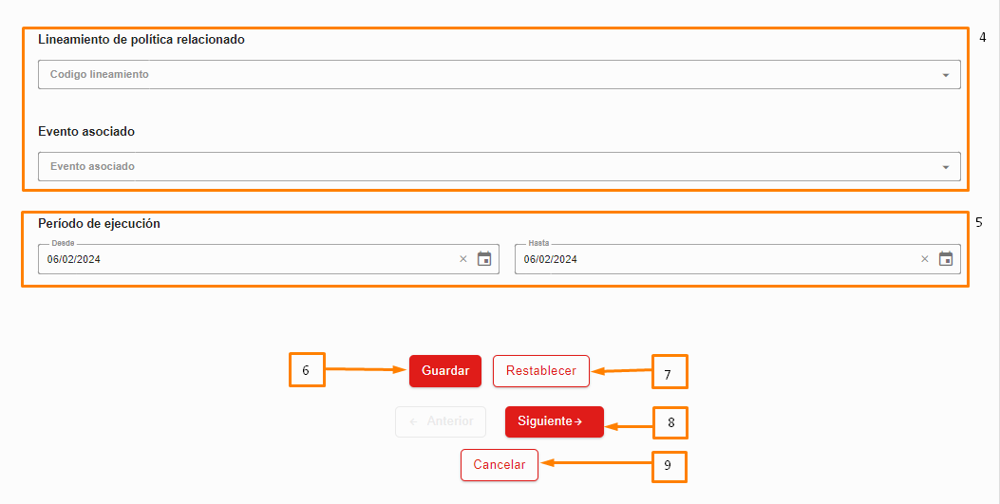 Lineamiento de política relacionado
4
Codigo lineamiento
Evento asociado
Evento asociado
Período de ejecución
5
Desde
Hasta
06/02/2024
06/02/2024
6
Guardar
Restablecer
7
← Anterior
Siguiente→
8
Cancelar
9